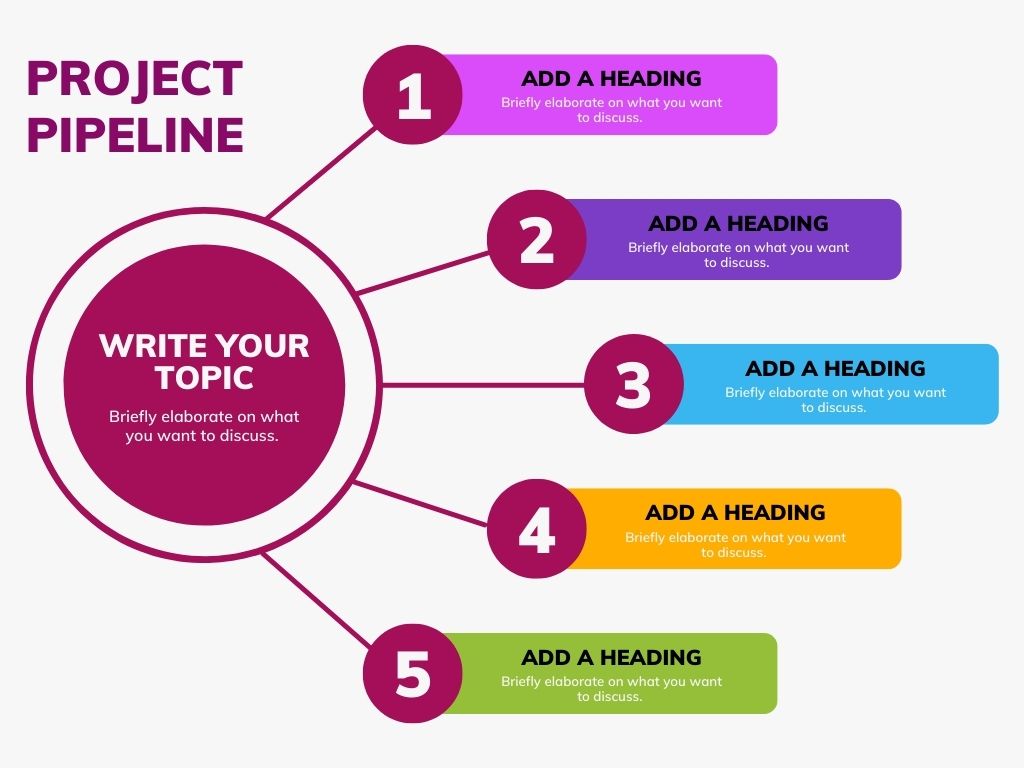 PROJECT
PIPELINE
1
ADD A HEADING
Briefly elaborate on what you want
to discuss.
2
ADD A HEADING
Briefly elaborate on what you want
to discuss.
WRITE YOUR
TOPIC
Briefly elaborate on what
you want to discuss.
3
ADD A HEADING
Briefly elaborate on what you want
to discuss.
4
ADD A HEADING
Briefly elaborate on what you want
to discuss.
5
ADD A HEADING
Briefly elaborate on what you want
to discuss.